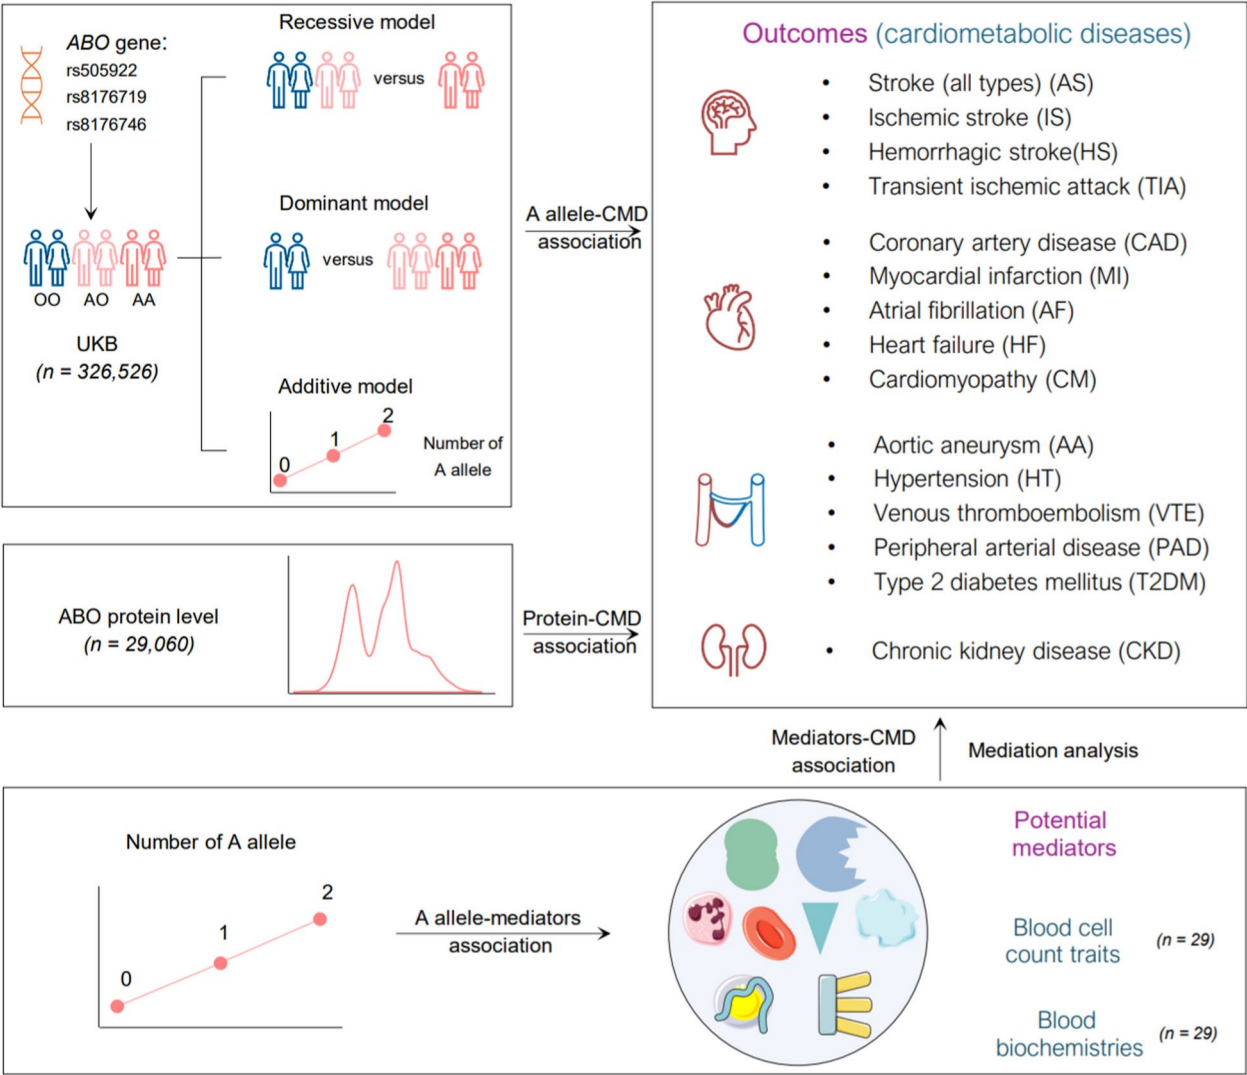 ABO gene:
rs505922
rs8176719
rs8176746
OO AO AA
UKB
(n = 326,526)
Recessive model
versus
Dominant model
versus
Additive model
0
1
2
Number of
A allele
A allele-CMD
association
Outcomes (cardiometabolic diseases)
• Stroke (all types) (AS)
• Ischemic stroke (IS)
• Hemorrhagic stroke(HS)
• Transient ischemic attack (TIA)
• Coronary artery disease (CAD)
• Myocardial infarction (MI)
• Atrial fibrillation (AF)
• Heart failure (HF)
• Cardiomyopathy (CM)
• Aortic aneurysm (AA)
• Hypertension (HT)
• Venous thromboembolism (VTE)
• Peripheral arterial disease (PAD)
• Type 2 diabetes mellitus (T2DM)
• Chronic kidney disease (CKD)
ABO protein level
(n = 29,060)
Protein-CMD
association
Mediators-CMD
association
Mediation analysis
Number of A allele
0
1
2
A allele-mediators
association
Potential
mediators
Blood cell
count traits
(n = 29)
Blood
biochemistries
(n = 29)